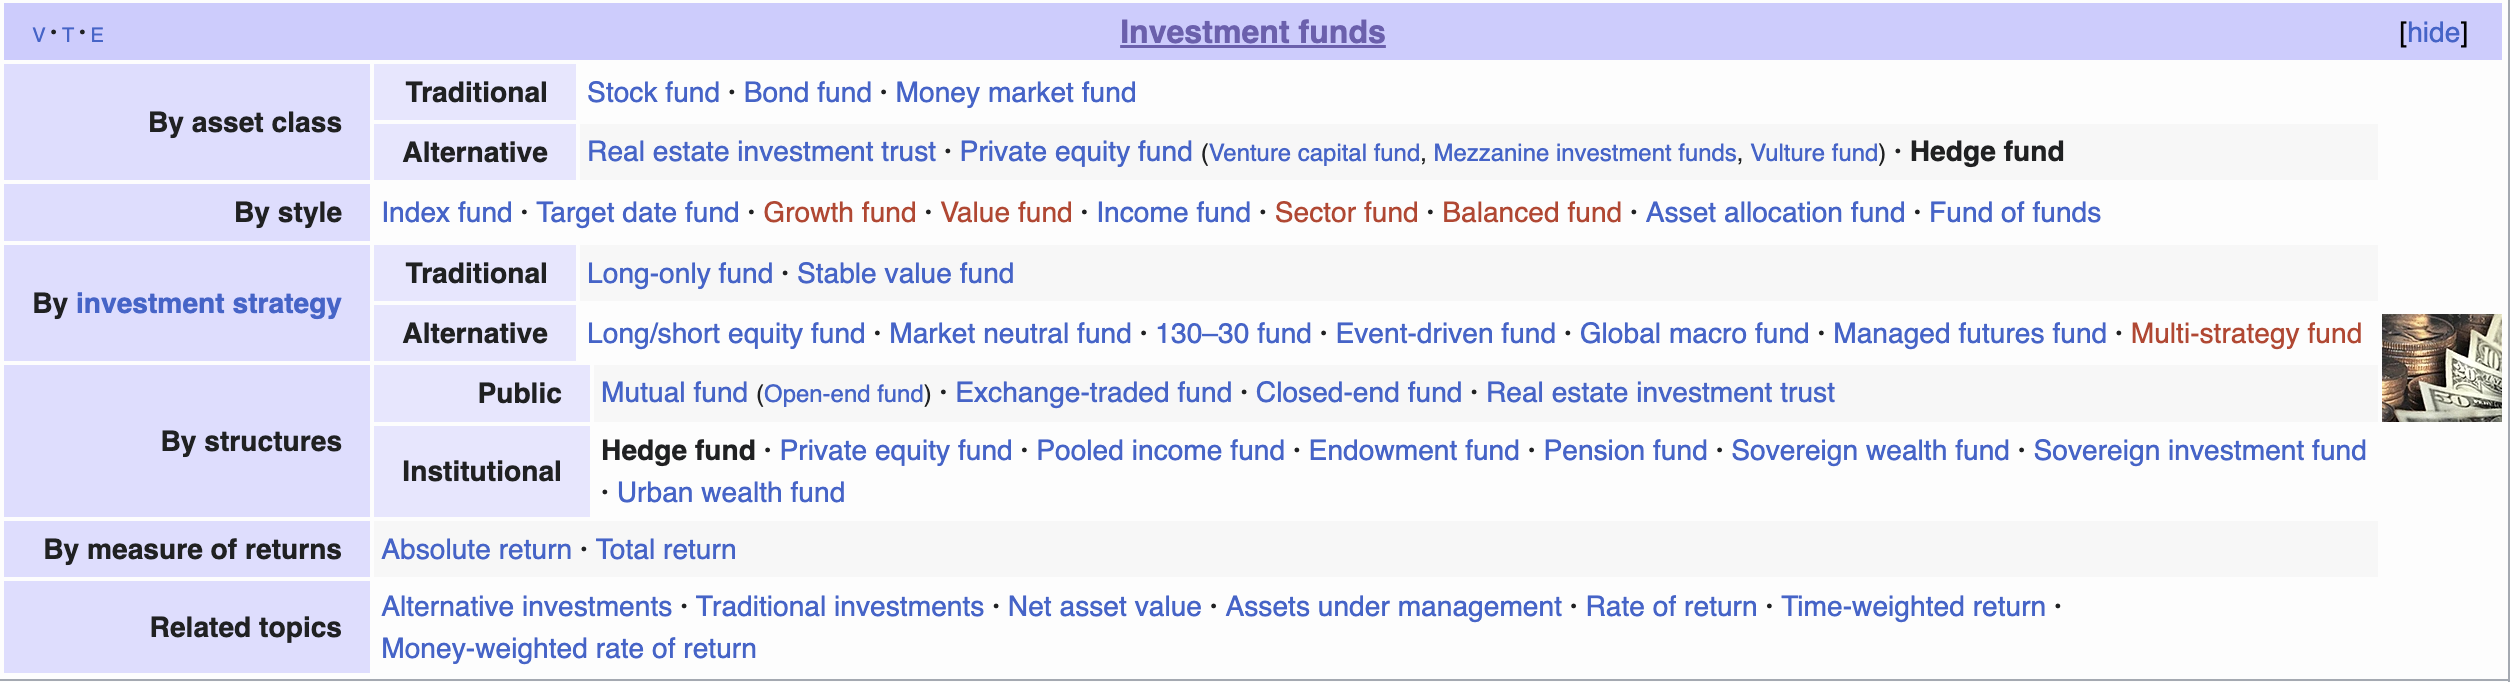 V · T · E Investment funds [hide]
By asset class
Traditional Stock fund · Bond fund · Money market fund
Alternative Real estate investment trust · Private equity fund (Venture capital fund, Mezzanine investment funds, Vulture fund) · Hedge fund
By style Index fund · Target date fund · Growth fund · Value fund · Income fund · Sector fund · Balanced fund · Asset allocation fund · Fund of funds
By investment strategy
Traditional Long-only fund · Stable value fund
Alternative Long/short equity fund · Market neutral fund · 130–30 fund · Event-driven fund · Global macro fund · Managed futures fund · Multi-strategy fund
By structures
Public Mutual fund (Open-end fund) · Exchange-traded fund · Closed-end fund · Real estate investment trust
Institutional Hedge fund · Private equity fund · Pooled income fund · Endowment fund · Pension fund · Sovereign wealth fund · Sovereign investment fund
· Urban wealth fund
By measure of returns Absolute return · Total return
Related topics Alternative investments · Traditional investments · Net asset value · Assets under management · Rate of return · Time-weighted return ·
Money-weighted rate of return